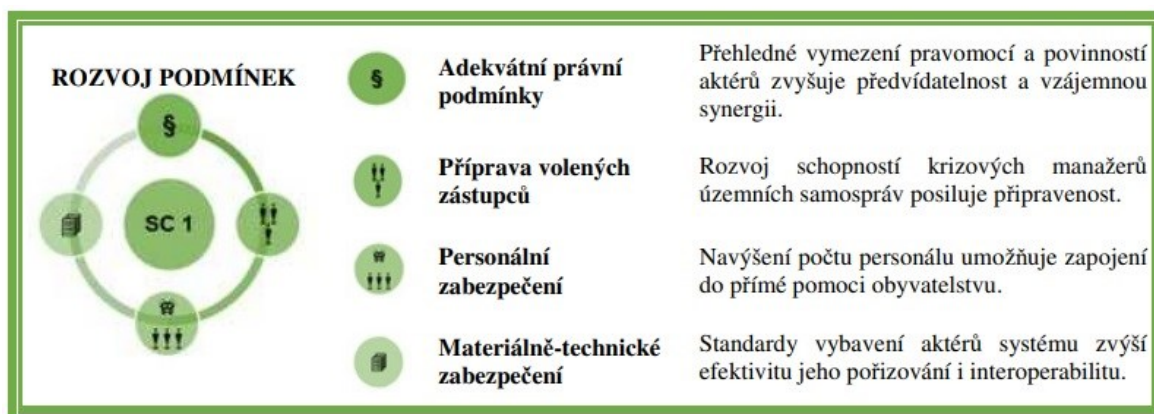 ROZVOJ PODMÍNEK
§
SC 1
§
Adekvátní právní
podmínky
Přehledné vymezení pravomocí a povinností
aktérů zvyšuje předvídatelnost a vzájemnou
synergii.
Příprava volených
zástupců
Rozvoj schopností krizových manažerů
územních samospráv posiluje připravenost.
Personální
zabezpečení
Navýšení počtu personálu umožňuje zapojení
do přímé pomoci obyvatelstvu.
Materiálně-technické
zabezpečení
Standardy vybavení aktérů systému zvýší
efektivitu jeho pořizování i interoperabilitu.